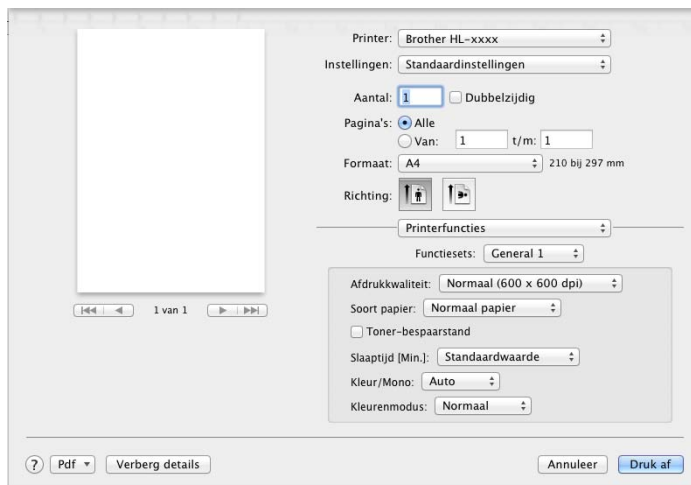 Printer: Brother HL-xxxx
Instellingen: Standaardinstellingen
Aantal: 1 Dubbelzijdig
Pagina's: Alle
Van: 1 t/m: 1
Formaat: A4 210 bij 297 mm
Richting:
Printerfuncties
Functiesets: General 1
Afdrukkwaliteit: Normaal (600 x 600 dpi)
Soort papier: Normaal papier
Toner-bespaarstand
Slaaptijd [Min.]: Standaardwaarde
Kleur/Mono: Auto
Kleurenmodus: Normaal
1 van 1
? Pdf Verberg details Annuleer Druk af